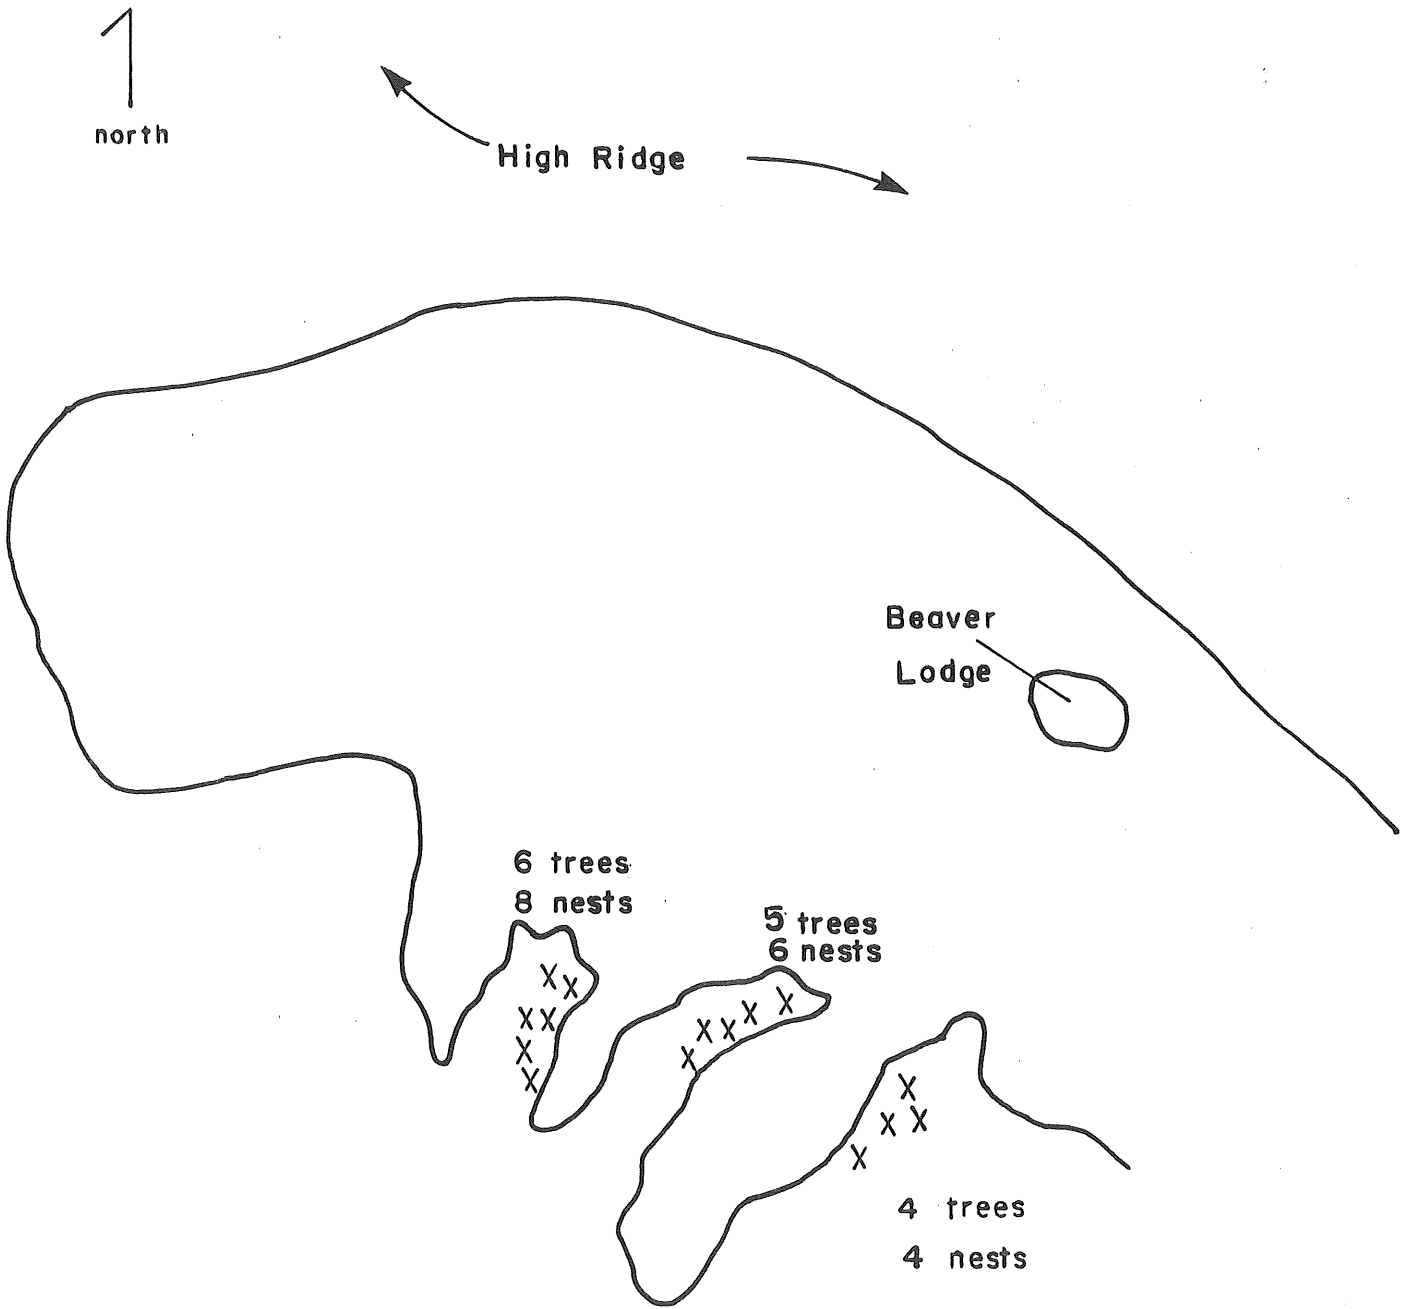 north
High Ridge
Beaver
Lodge
6 trees
8 nests
5 trees
6 nests
X X
X X
X
X
X X X X
X
X
X X
X
4 trees
4 nests